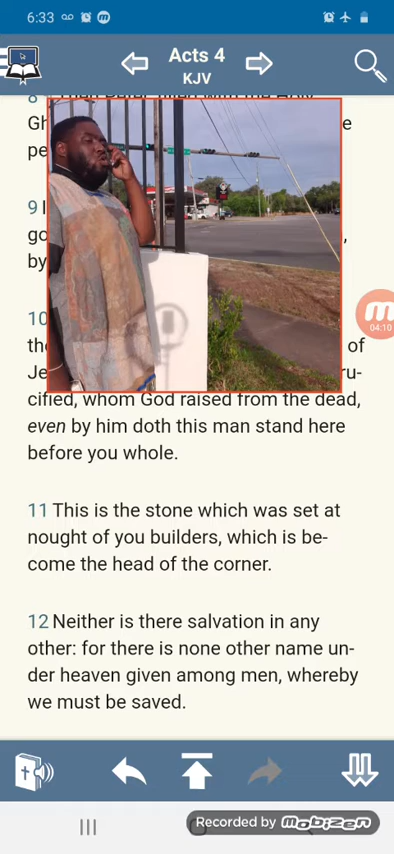 6:33
Acts 4
KJV
Gh
e
pe
9 I
go
,
by
10
the
of
Je
ru-
cified, whom God raised from the dead,
even by him doth this man stand here
before you whole.
11 This is the stone which was set at
nought of you builders, which is be-
come the head of the corner.
12 Neither is there salvation in any
other: for there is none other name un-
der heaven given among men, whereby
we must be saved.
m
04:10
Recorded by mobizen